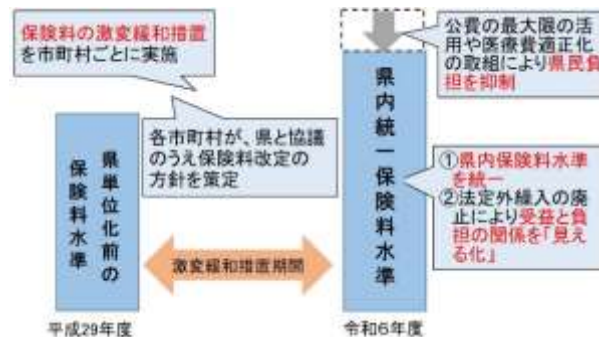 保険料の激変緩和措置
を市町村ごとに実施
公費の最大限の活
用や医療費適正化
の取組により県民負
担を抑制
各市町村が、県と協議
のうえ保険料改定の
方針を策定
県単位化前の
保険料水準
県内統一保険料水準
①県内保険料水準
を統一
②法定外繰入の廃
止により受益と負
担の関係を「見え
る化」
激変緩和措置期間
平成29年度
令和6年度